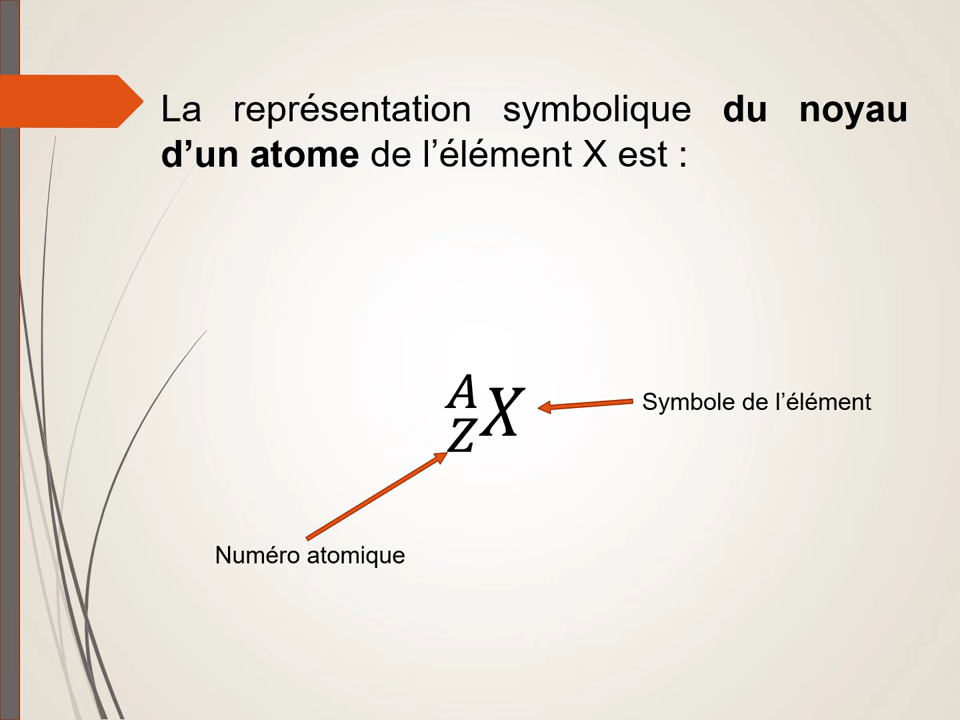 La représentation symbolique du noyau
d’un atome de l’élément X est :
A
Z X
Symbole de l’élément
Numéro atomique